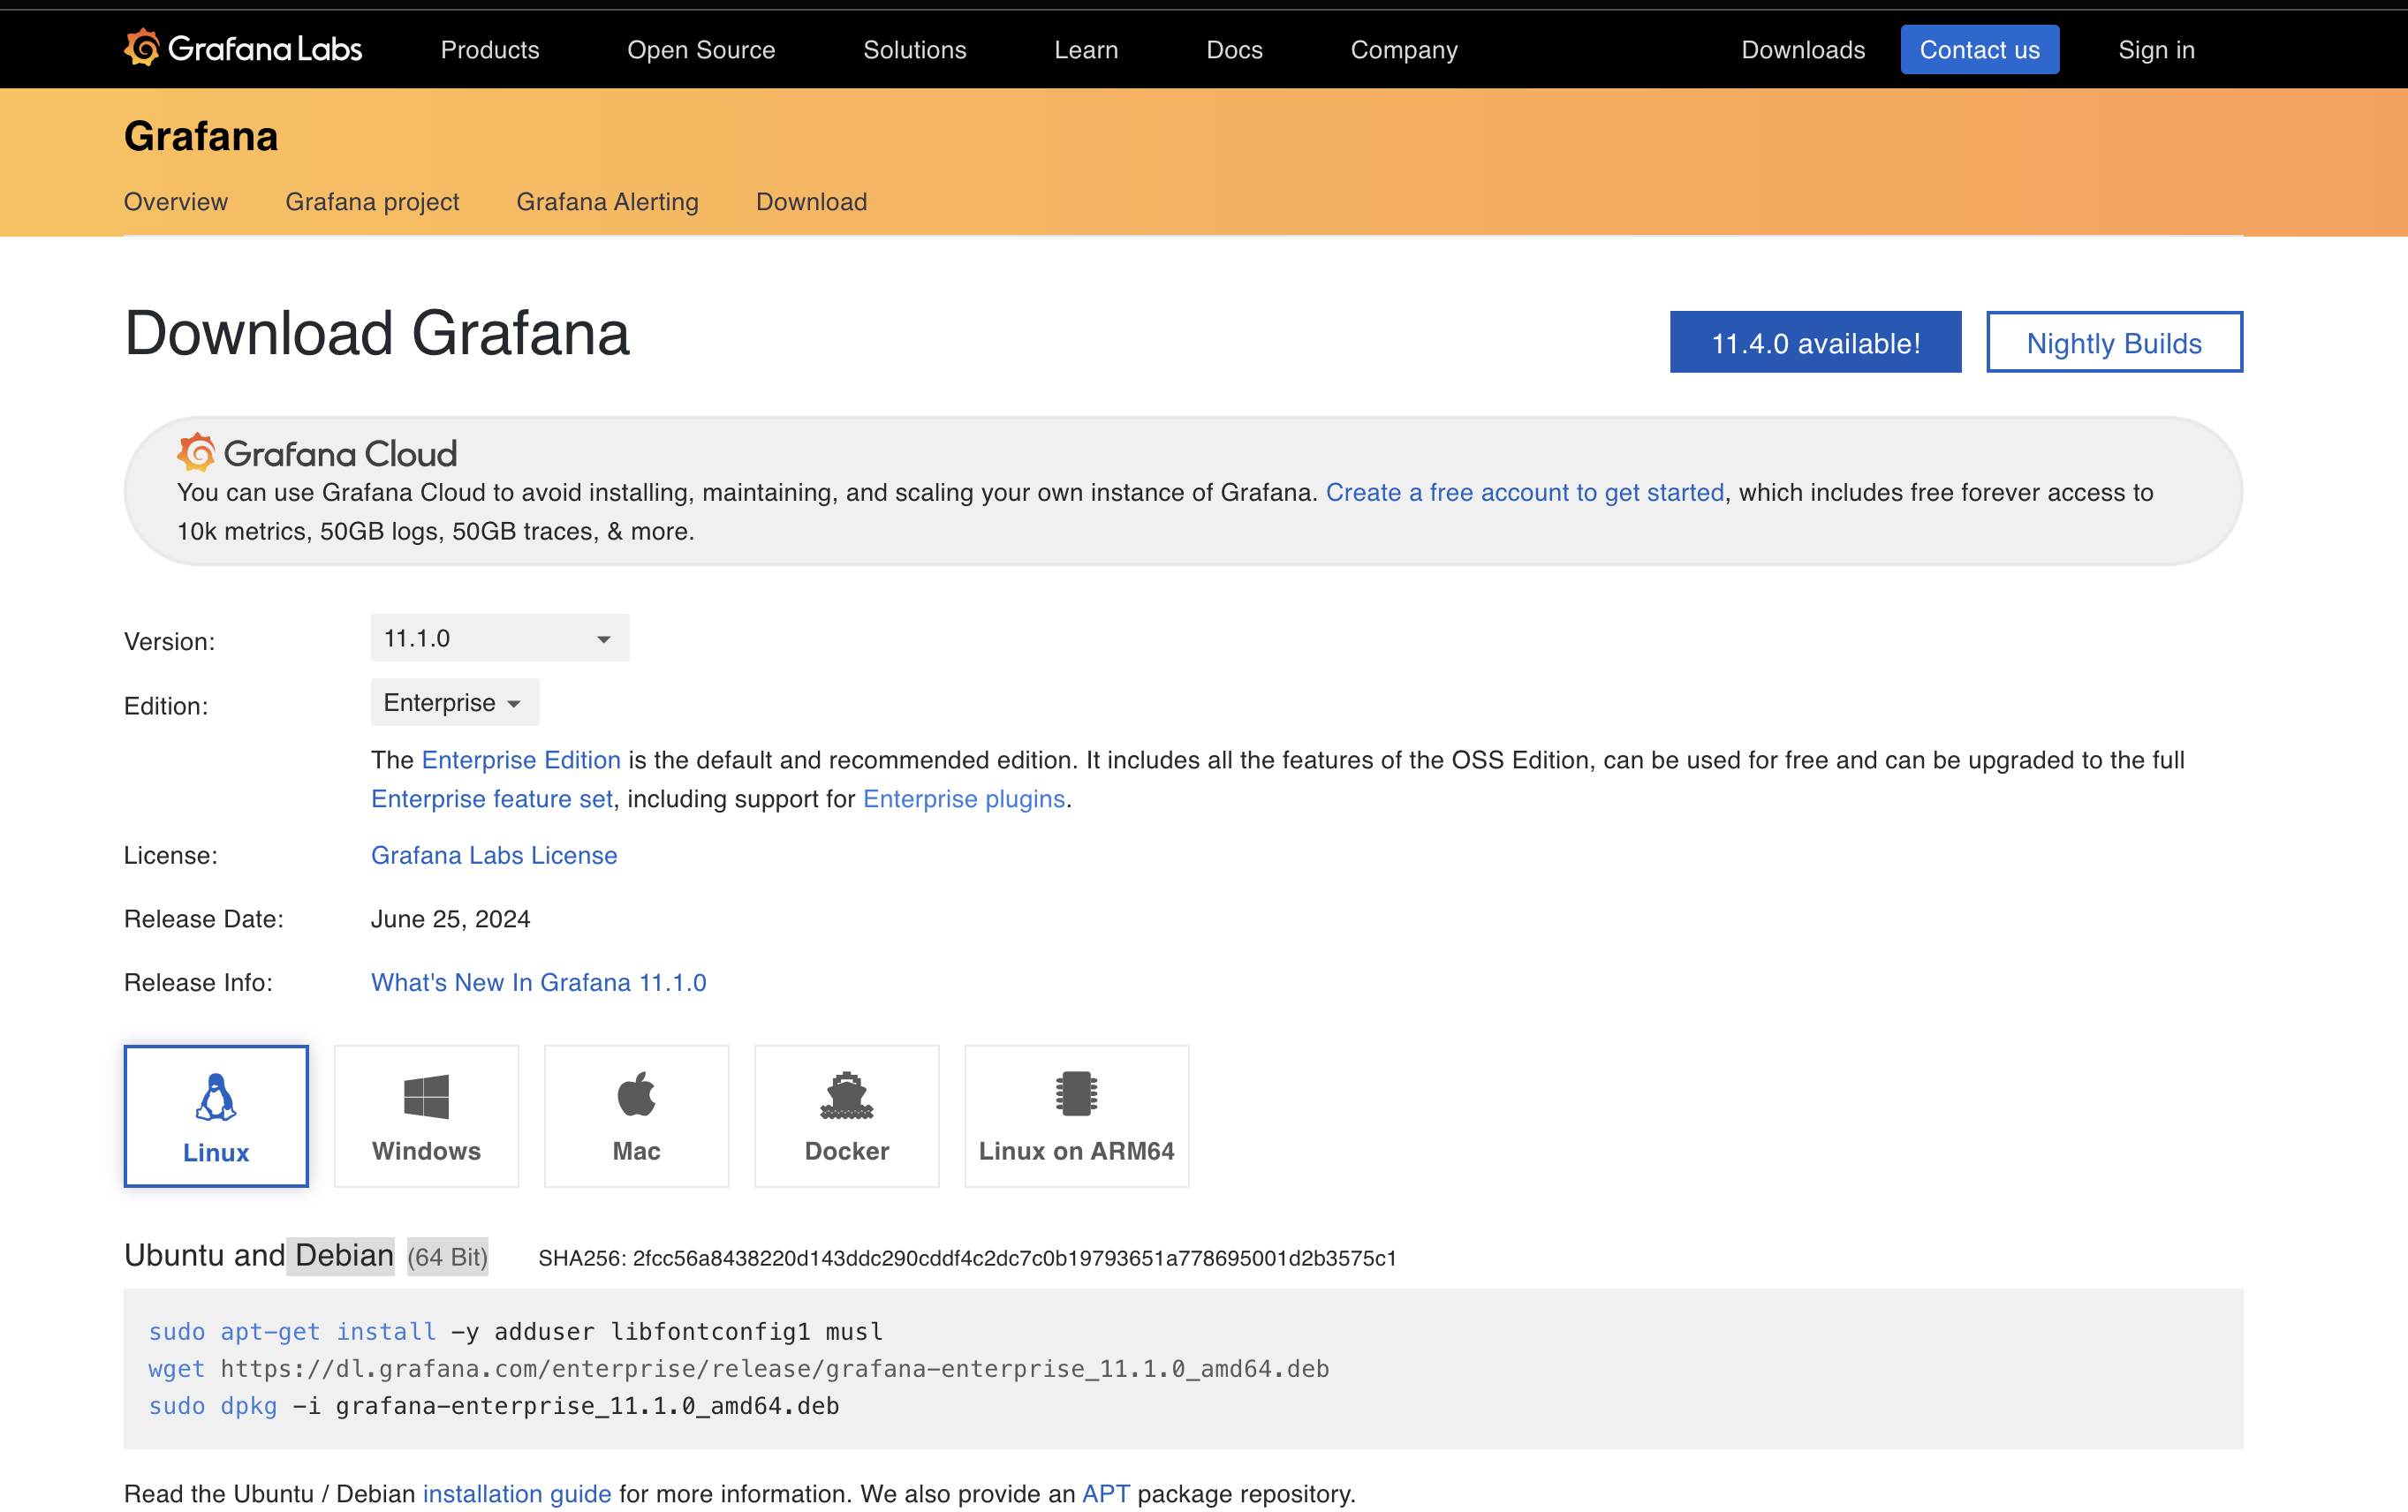 Grafana Labs Products Open Source Solutions Learn Docs Company Downloads Contact us Sign in
Grafana
Overview Grafana project Grafana Alerting Download
Download Grafana
11.4.0 available! Nightly Builds
Grafana Cloud
You can use Grafana Cloud to avoid installing, maintaining, and scaling your own instance of Grafana. Create a free account to get started, which includes free forever access to
10k metrics, 50GB logs, 50GB traces, & more.
Version: 11.1.0
Edition: Enterprise
The Enterprise Edition is the default and recommended edition. It includes all the features of the OSS Edition, can be used for free and can be upgraded to the full
Enterprise feature set, including support for Enterprise plugins.
License: Grafana Labs License
Release Date: June 25, 2024
Release Info: What's New In Grafana 11.1.0
Linux Windows Mac Docker Linux on ARM64
Ubuntu and Debian (64 Bit) SHA256: 2fcc56a8438220d143ddc290cddf4c2dc7c0b19793651a778695001d2b3575c1
sudo apt-get install -y adduser libfontconfig1 musl
wget https://dl.grafana.com/enterprise/release/grafana-enterprise_11.1.0_amd64.deb
sudo dpkg -i grafana-enterprise_11.1.0_amd64.deb
Read the Ubuntu / Debian installation guide for more information. We also provide an APT package repository.